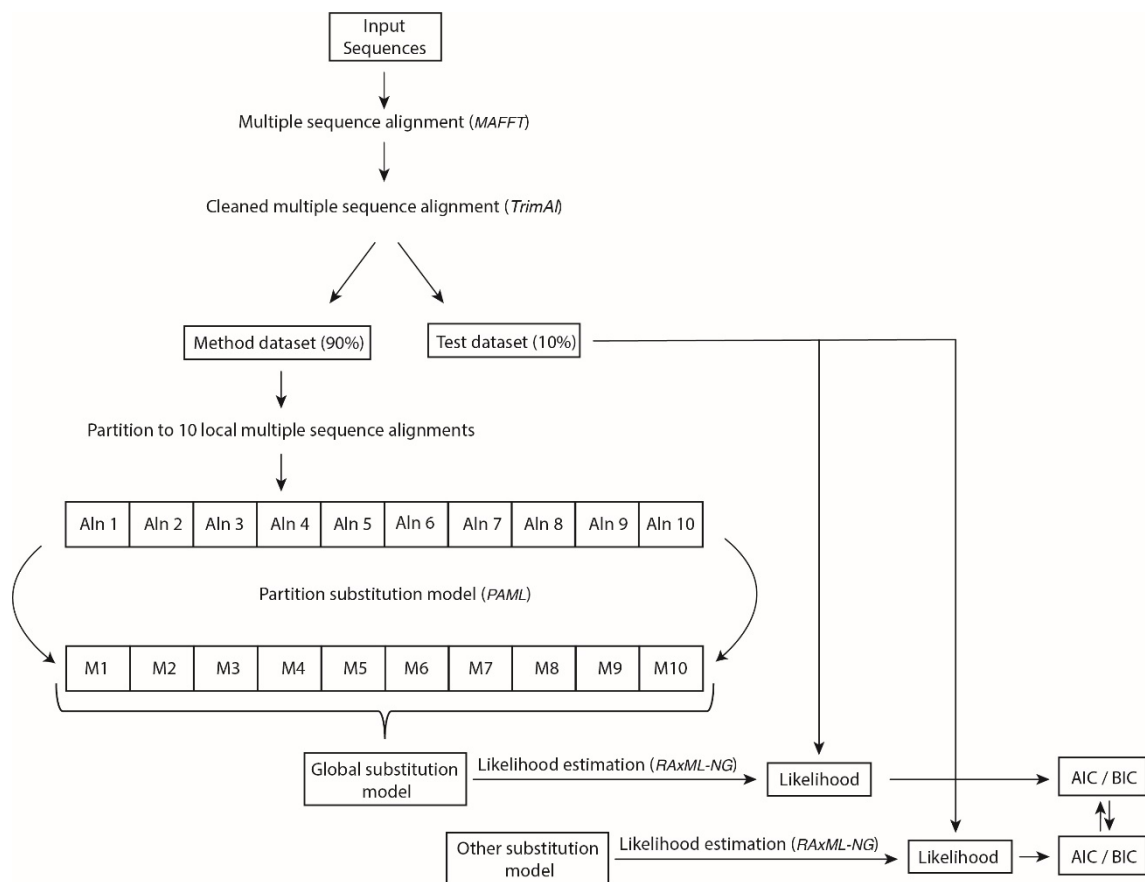 Input
Sequences
Multiple sequence alignment (MAFFT)
Cleaned multiple sequence alignment (TrimAl)
Method dataset (90%)
Test dataset (10%)
Partition to 10 local multiple sequence alignments
Aln 1 Aln 2 Aln 3 Aln 4 Aln 5 Aln 6 Aln 7 Aln 8 Aln 9 Aln 10
Partition substitution model (PAML)
M1 M2 M3 M4 M5 M6 M7 M8 M9 M10
Global substitution
model
Likelihood estimation (RAxML-NG)
Likelihood
AIC / BIC
Other substitution
model
Likelihood estimation (RAxML-NG)
Likelihood
AIC / BIC